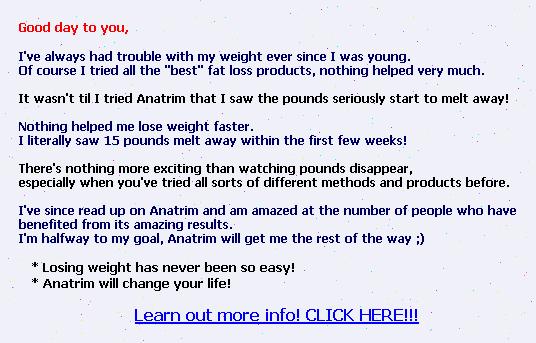 Good day to you,
I've always had trouble with my weight ever since I was young.
Of course I tried all the "best" fat loss products, nothing helped very much.
It wasn't til I tried Anatrim that I saw the pounds seriously start to melt away!
Nothing helped me lose weight faster.
I literally saw 15 pounds melt away within the first few weeks!
There's nothing more exciting than watching pounds disappear,
especially when you've tried all sorts of different methods and products before.
I've since read up on Anatrim and am amazed at the number of people who have
benefited from its amazing results.
I'm halfway to my goal, Anatrim will get me the rest of the way ;)
* Losing weight has never been so easy!
* Anatrim will change your life!
Learn out more info! CLICK HERE!!!